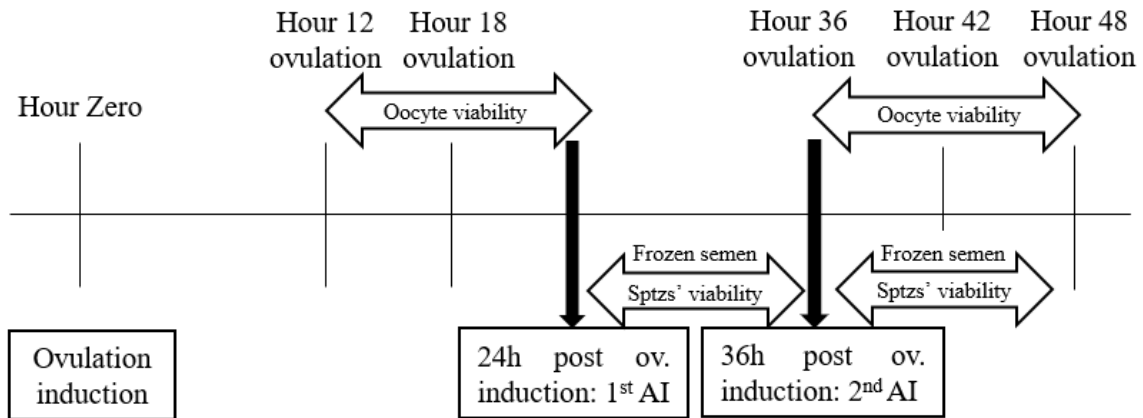 Hour 12
ovulation
Hour 18
ovulation
Hour 36
ovulation
Hour 42
ovulation
Hour 48
ovulation
Hour Zero
Oocyte viability
Oocyte viability
Frozen semen
Sptzs' viability
Frozen semen
Sptzs' viability
Ovulation
induction
24h post ov.
induction: 1st AI
36h post ov.
induction: 2nd AI